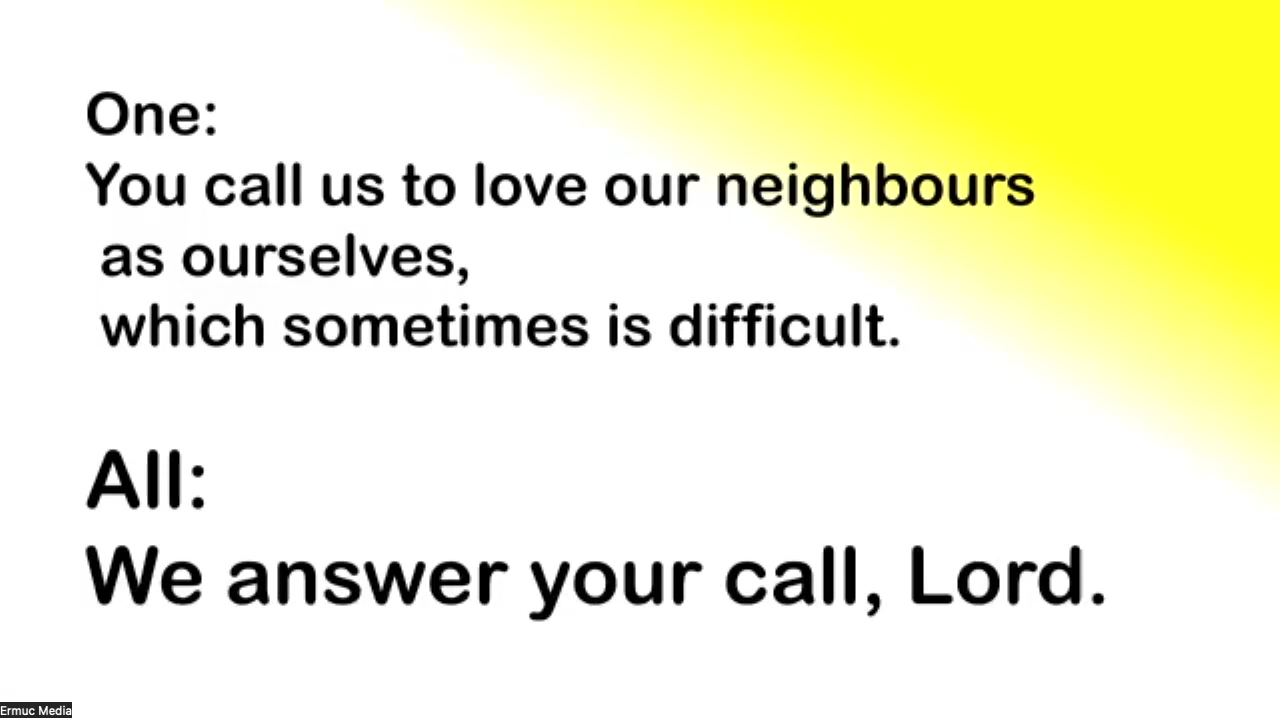 One:
You call us to love our neighbours
as ourselves,
which sometimes is difficult.
All:
We answer your call, Lord.
Ermuc Media